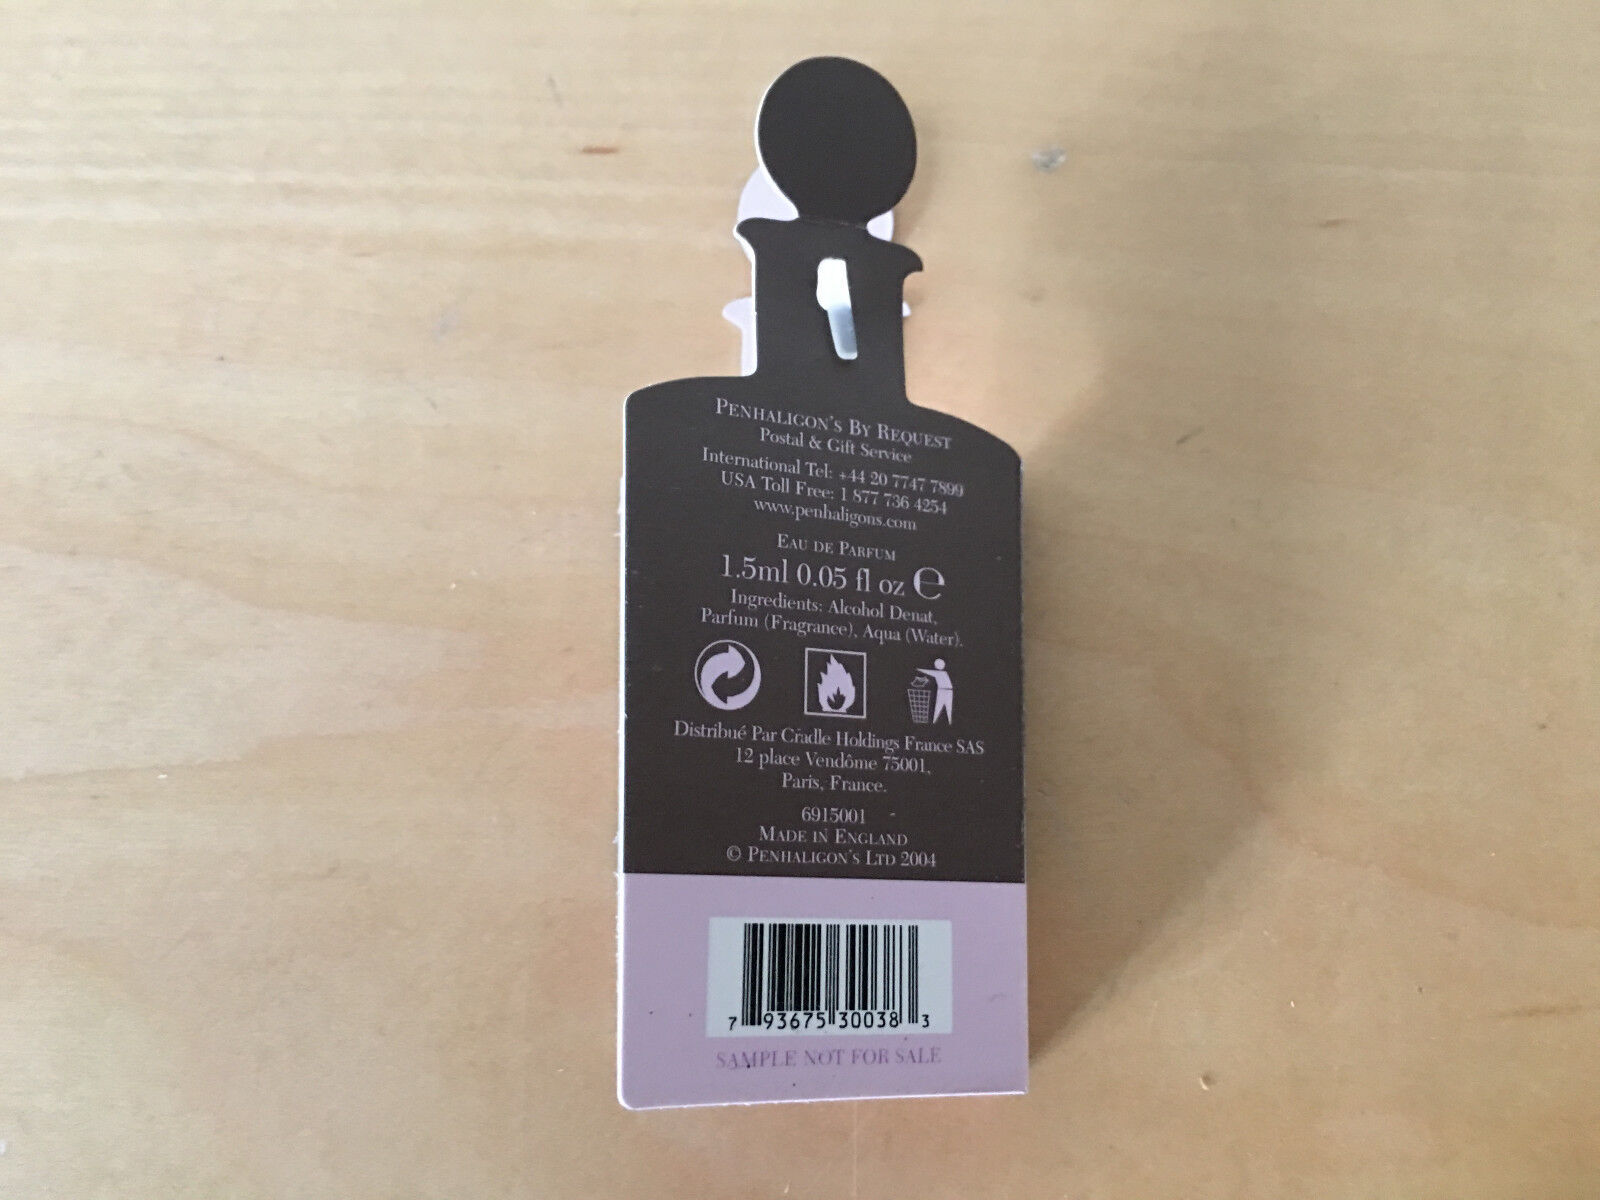 PENHALIGON'S BY REQUEST
Postal & Gift Service
International Tel: +44 20 7747 7899
USA Toll Free: 1 877 736 4254
www.penhaligons.com
EAU DE PARFUM
1.5ml 0.05 fl oz ℮
Ingredients: Alcohol Denat,
Parfum (Fragrance), Aqua (Water).
Distribué Par Cradle Holdings France SAS
12 place Vendôme 75001,
Paris, France.
6915001
MADE IN ENGLAND
© PENHALIGON'S LTD 2004
7 93675 30038 3
SAMPLE NOT FOR SALE